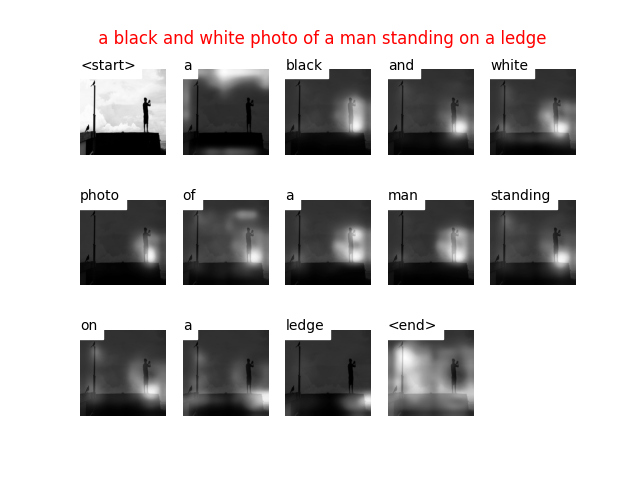 a black and white photo of a man standing on a ledge
<start> a black and white
photo of a man standing
on a ledge <end>